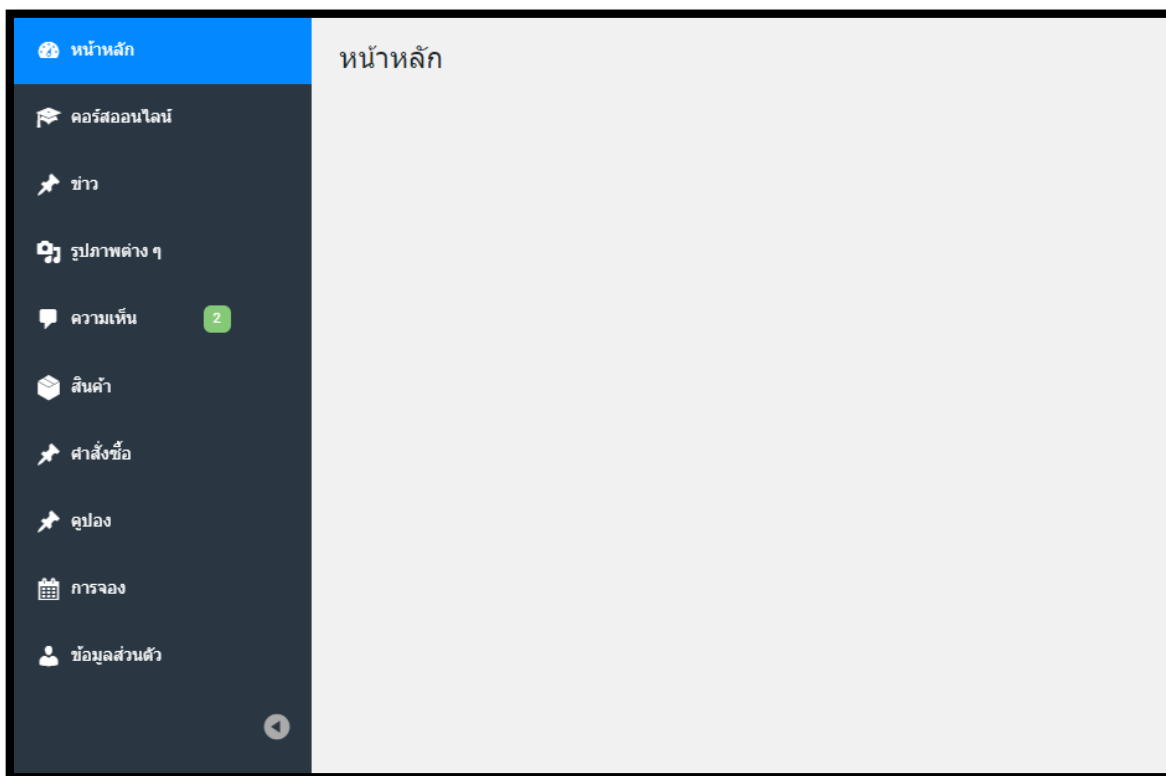 หน้าหลัก
หน้าหลัก
คอร์สออนไลน์
ข่าว
รูปภาพต่าง ๆ
ความเห็น 2
สินค้า
คำสั่งซื้อ
คูปอง
การจอง
ข้อมูลส่วนตัว